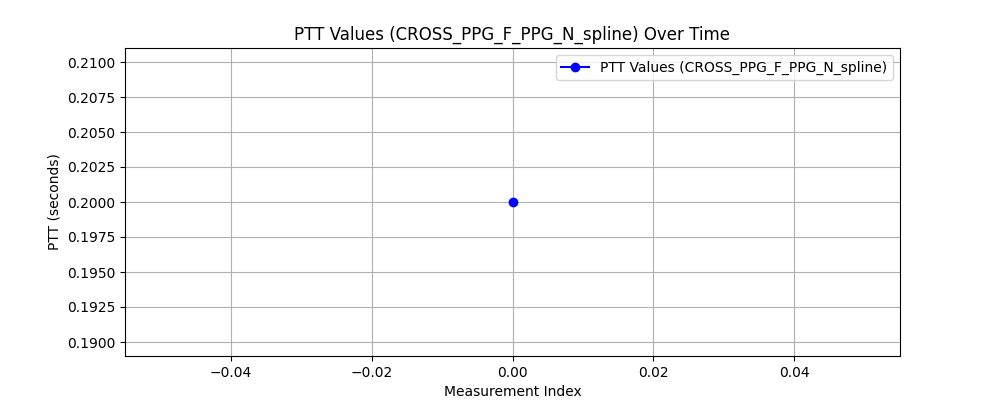 PTT Values (CROSS_PPG_F_PPG_N_spline) Over Time
PTT Values (CROSS_PPG_F_PPG_N_spline)
PTT (seconds)
0.2100
0.2075
0.2050
0.2025
0.2000
0.1975
0.1950
0.1925
0.1900
−0.04 −0.02 0.00 0.02 0.04
Measurement Index